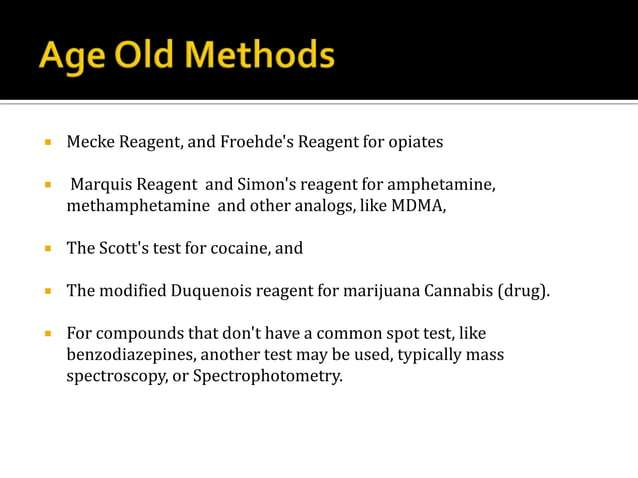 Age Old Methods
Mecke Reagent, and Froehde's Reagent for opiates
Marquis Reagent and Simon's reagent for amphetamine,
methamphetamine and other analogs, like MDMA,
The Scott's test for cocaine, and
The modified Duquenois reagent for marijuana Cannabis (drug).
For compounds that don't have a common spot test, like
benzodiazepines, another test may be used, typically mass
spectroscopy, or Spectrophotometry.